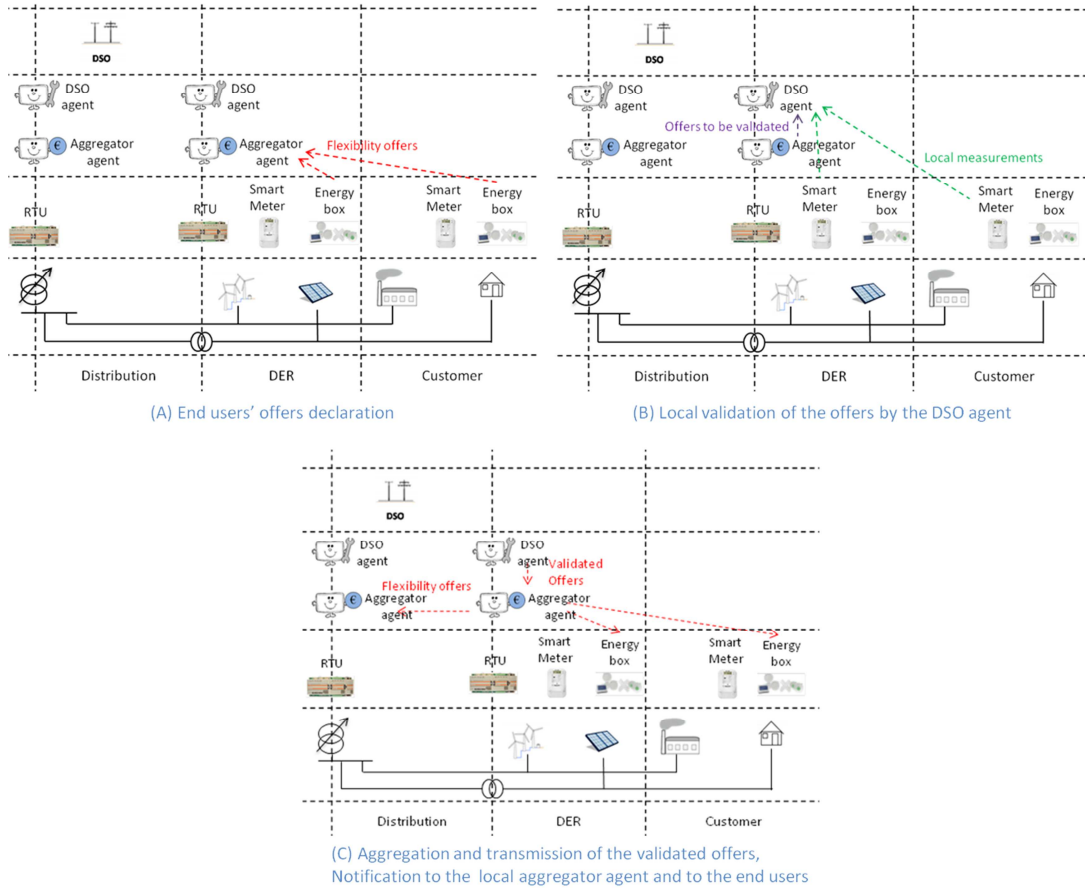 DSO
DSO
agent
DSO
agent
€ Aggregator
agent
€ Aggregator
agent
Flexibility offers
RTU
RTU
Smart
Meter
Energy
box
Smart
Meter
Energy
box
Distribution
DER
Customer
(A) End users’ offers declaration
DSO
DSO
agent
DSO
agent
Offers to be validated
€ Aggregator
agent
€ Aggregator
agent
Local measurements
RTU
RTU
Smart
Meter
Energy
box
Smart
Meter
Energy
box
Distribution
DER
Customer
(B) Local validation of the offers by the DSO agent
DSO
DSO
agent
DSO
agent
Validated
Offers
Flexibility offers
€ Aggregator
agent
€ Aggregator
agent
RTU
RTU
Smart
Meter
Energy
box
Smart
Meter
Energy
box
Distribution
DER
Customer
(C) Aggregation and transmission of the validated offers,
Notification to the local aggregator agent and to the end users